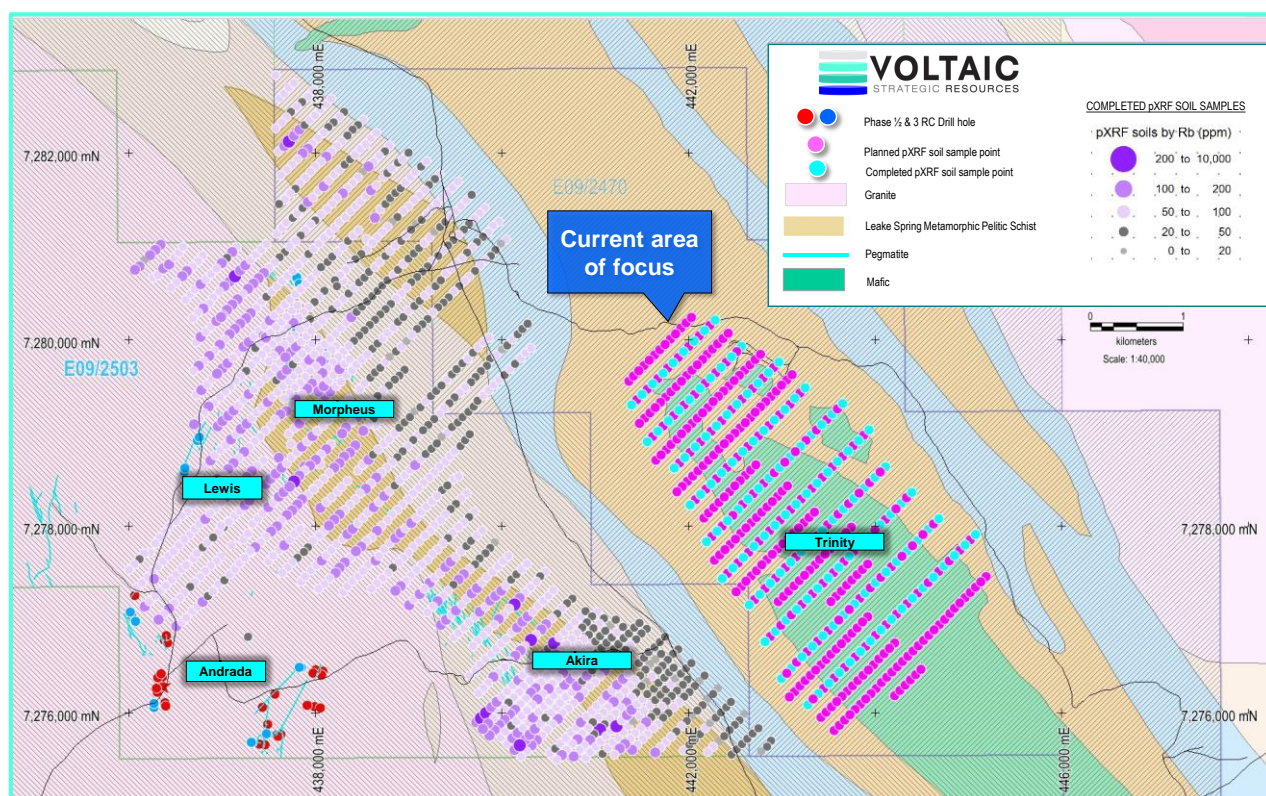 VOLTAIC
STRATEGIC RESOURCES
Phase ½ & 3 RC Drill hole
Planned pXRF soil sample point
Completed pXRF soil sample point
Granite
Leake Spring Metamorphic Pelitic Schist
Pegmatite
Mafic
COMPLETED pXRF SOIL SAMPLES
pXRF soils by Rb (ppm)
200 to 10,000
100 to 200
50 to 100
20 to 50
0 to 20
0 1
kilometers
Scale: 1:40,000
438,000 mE
442,000 mE
7,282,000 mN
E09/2470
Current area
of focus
7,280,000 mN
E09/2503
Morpheus
Lewis
7,278,000 mN
7,278,000 mN
Trinity
Akira
Andrada
7,276,000 mN
7,276,000 mN
438,000 mE
442,000 mE
446,000 mE